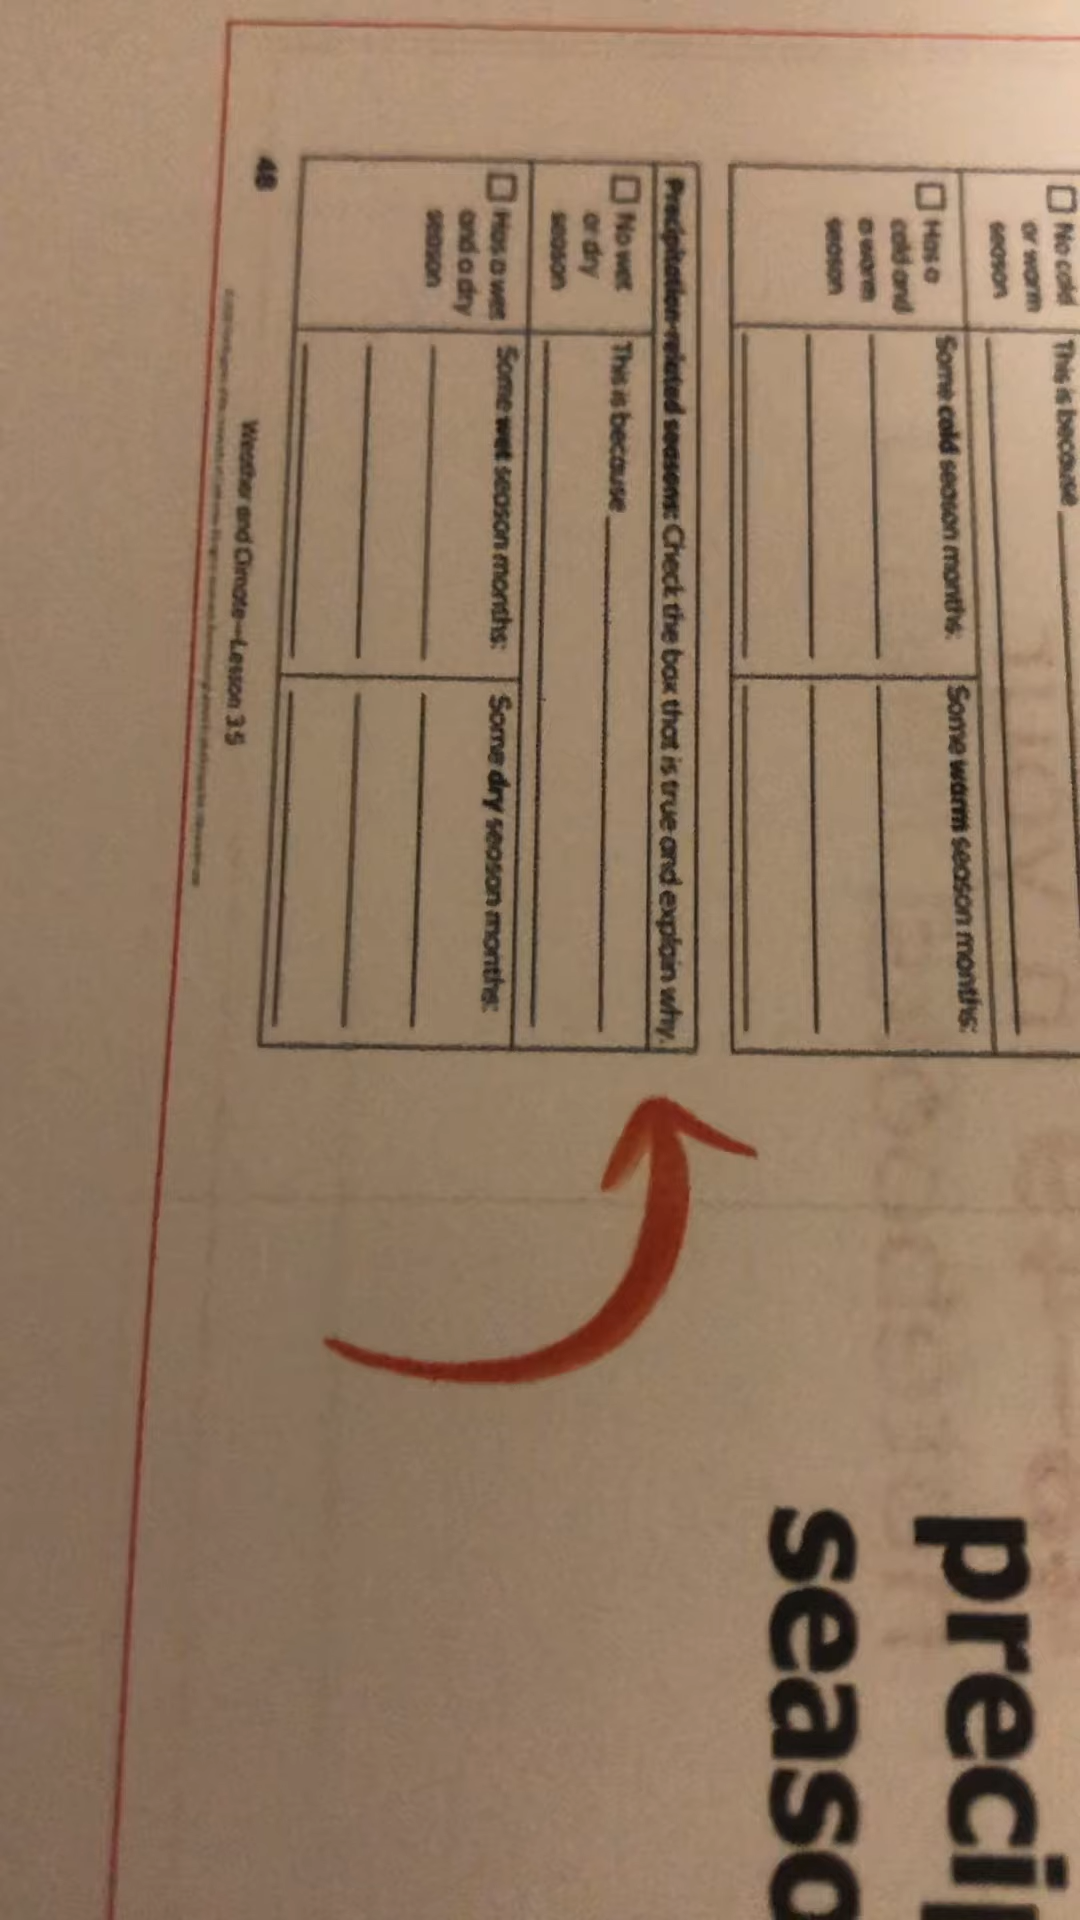 ☐ No cold
or warm
season
This is because
☐ Has a
cold and
a warm
season
Some cold season months:
Some warm season months:
Precipitation-related seasons: Check the box that is true and explain why.
☐ No wet
or dry
season
This is because
☐ Has a wet
and a dry
season
Some wet season months:
Some dry season months:
48
Weather and Climate—Lesson 3.5
precip
seaso